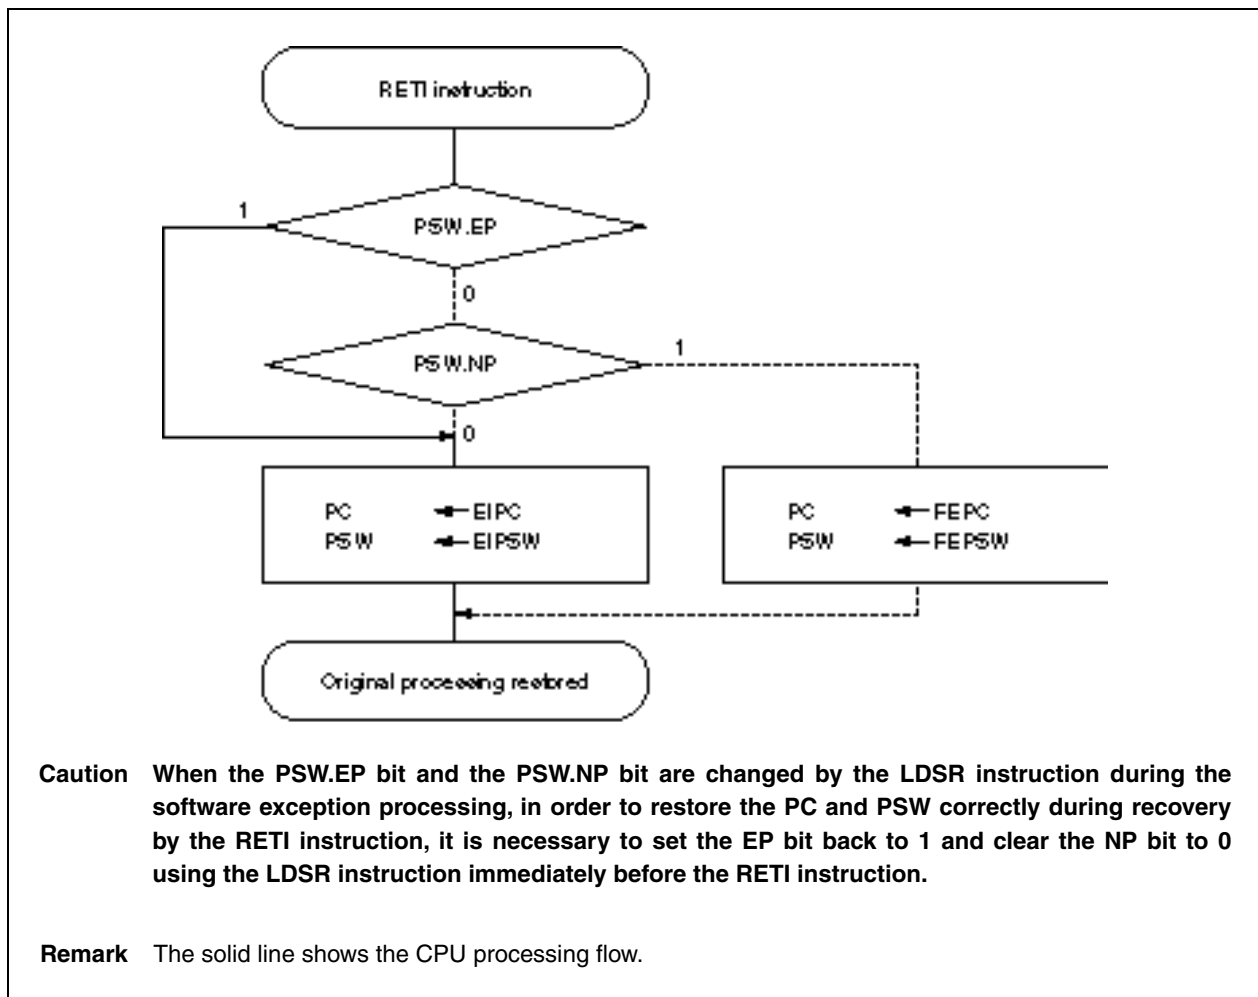 RETI instruction
1
PSW.EP
0
PSW.NP
1
0
PC ← EIPC
PSW ← EIPSW
PC ← FEPC
PSW ← FEPSW
Original processing restored
Caution When the PSW.EP bit and the PSW.NP bit are changed by the LDSR instruction during the
software exception processing, in order to restore the PC and PSW correctly during recovery
by the RETI instruction, it is necessary to set the EP bit back to 1 and clear the NP bit to 0
using the LDSR instruction immediately before the RETI instruction.
Remark The solid line shows the CPU processing flow.